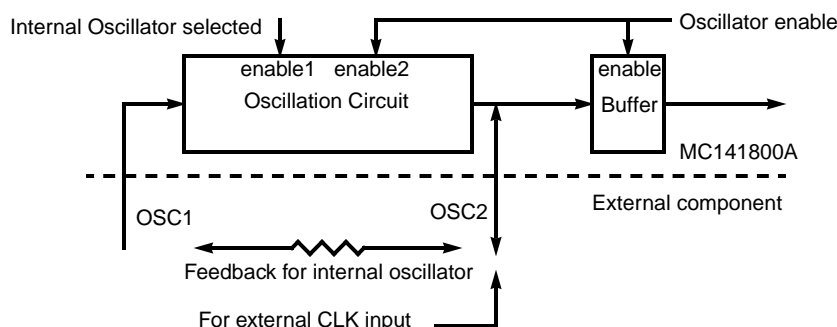 Internal Oscillator selected
Oscillator enable
enable1
enable2
enable
Oscillation Circuit
Buffer
MC141800A
OSC1
OSC2
External component
Feedback for internal oscillator
For external CLK input